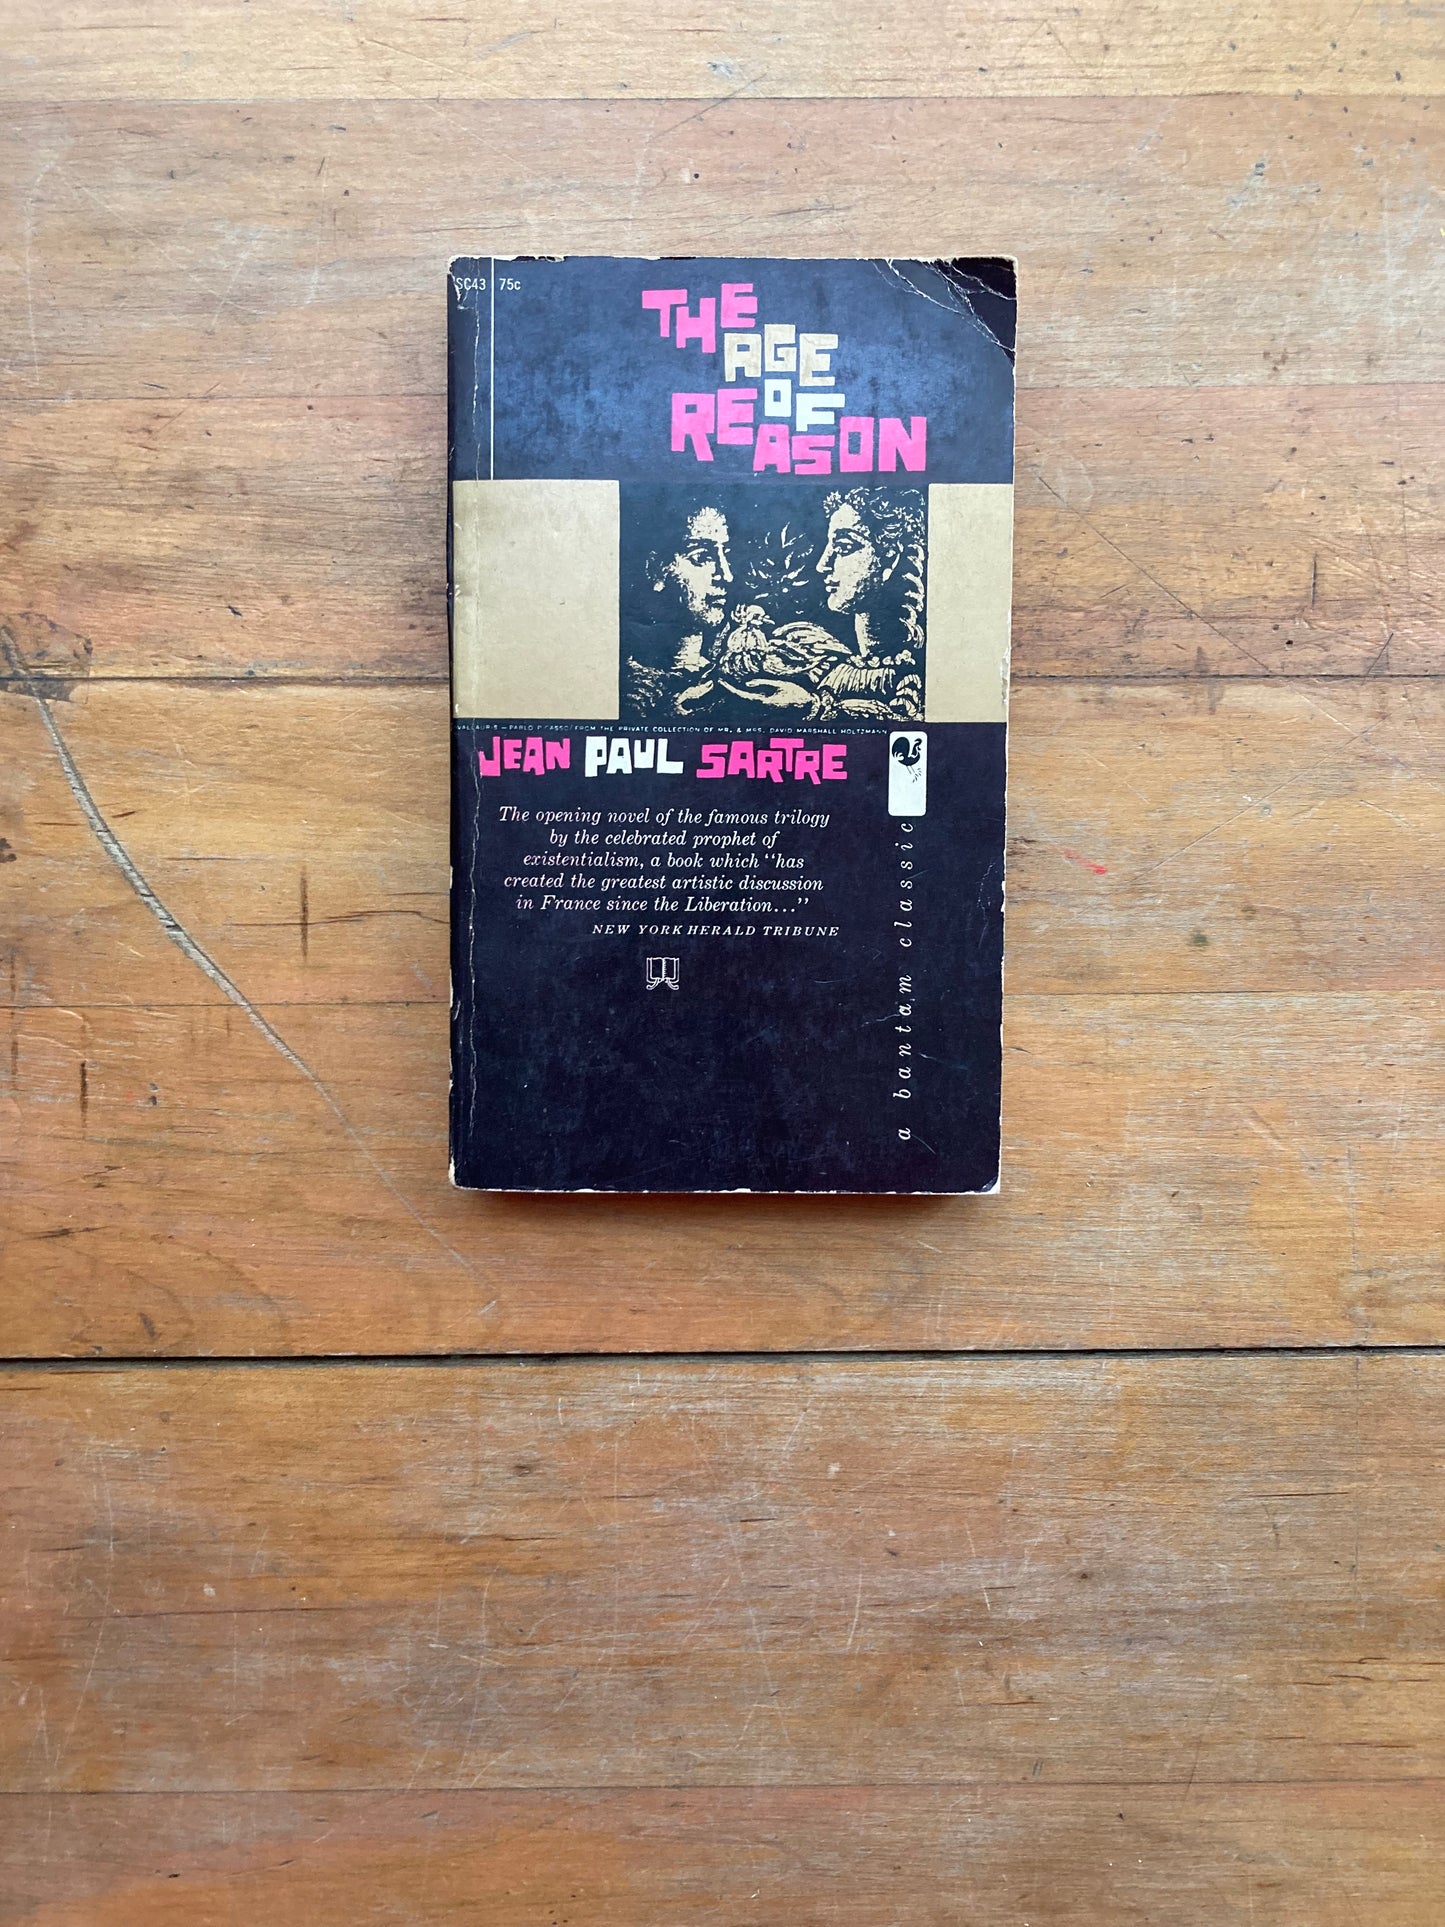 SC43 75c
THE
AGE
OF
REASON
VALLAURIS — PABLO PICASSO/FROM THE PRIVATE COLLECTION OF MR. & MRS. DAVID MARSHALL HOLTZMANN
JEAN PAUL SARTRE
The opening novel of the famous trilogy
by the celebrated prophet of
existentialism, a book which “has
created the greatest artistic discussion
in France since the Liberation...”
NEW YORK HERALD TRIBUNE
a bantam classic